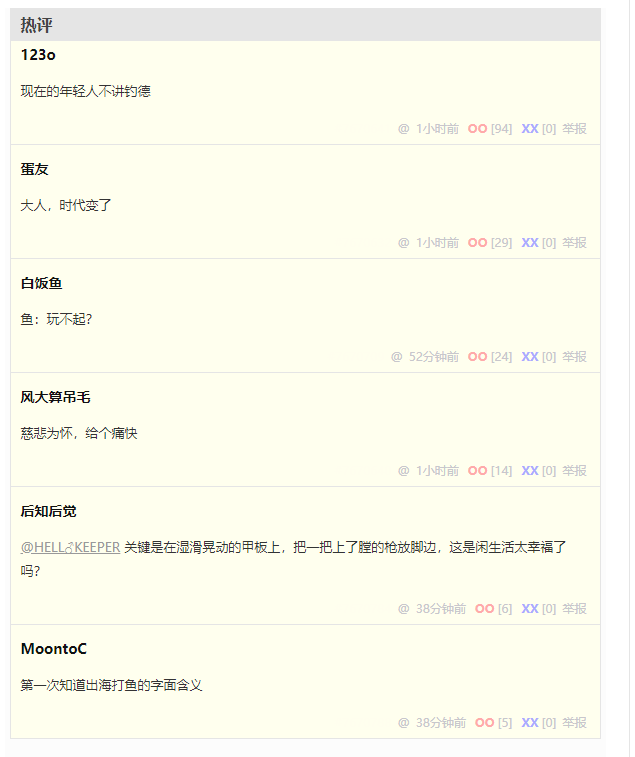 热评
123o
现在的年轻人不讲钓德
@ 1小时前 OO [94] XX [0] 举报
蛋友
大人，时代变了
@ 1小时前 OO [29] XX [0] 举报
白饭鱼
鱼：玩不起？
@ 52分钟前 OO [24] XX [0] 举报
风大算吊毛
慈悲为怀，给个痛快
@ 1小时前 OO [14] XX [0] 举报
后知后觉
@HELL♂KEEPER 关键是在湿滑晃动的甲板上，把一把上了膛的枪放脚边，这是闲生活太幸福了
吗？
@ 38分钟前 OO [6] XX [0] 举报
MoontoC
第一次知道出海打鱼的字面含义
@ 38分钟前 OO [5] XX [0] 举报